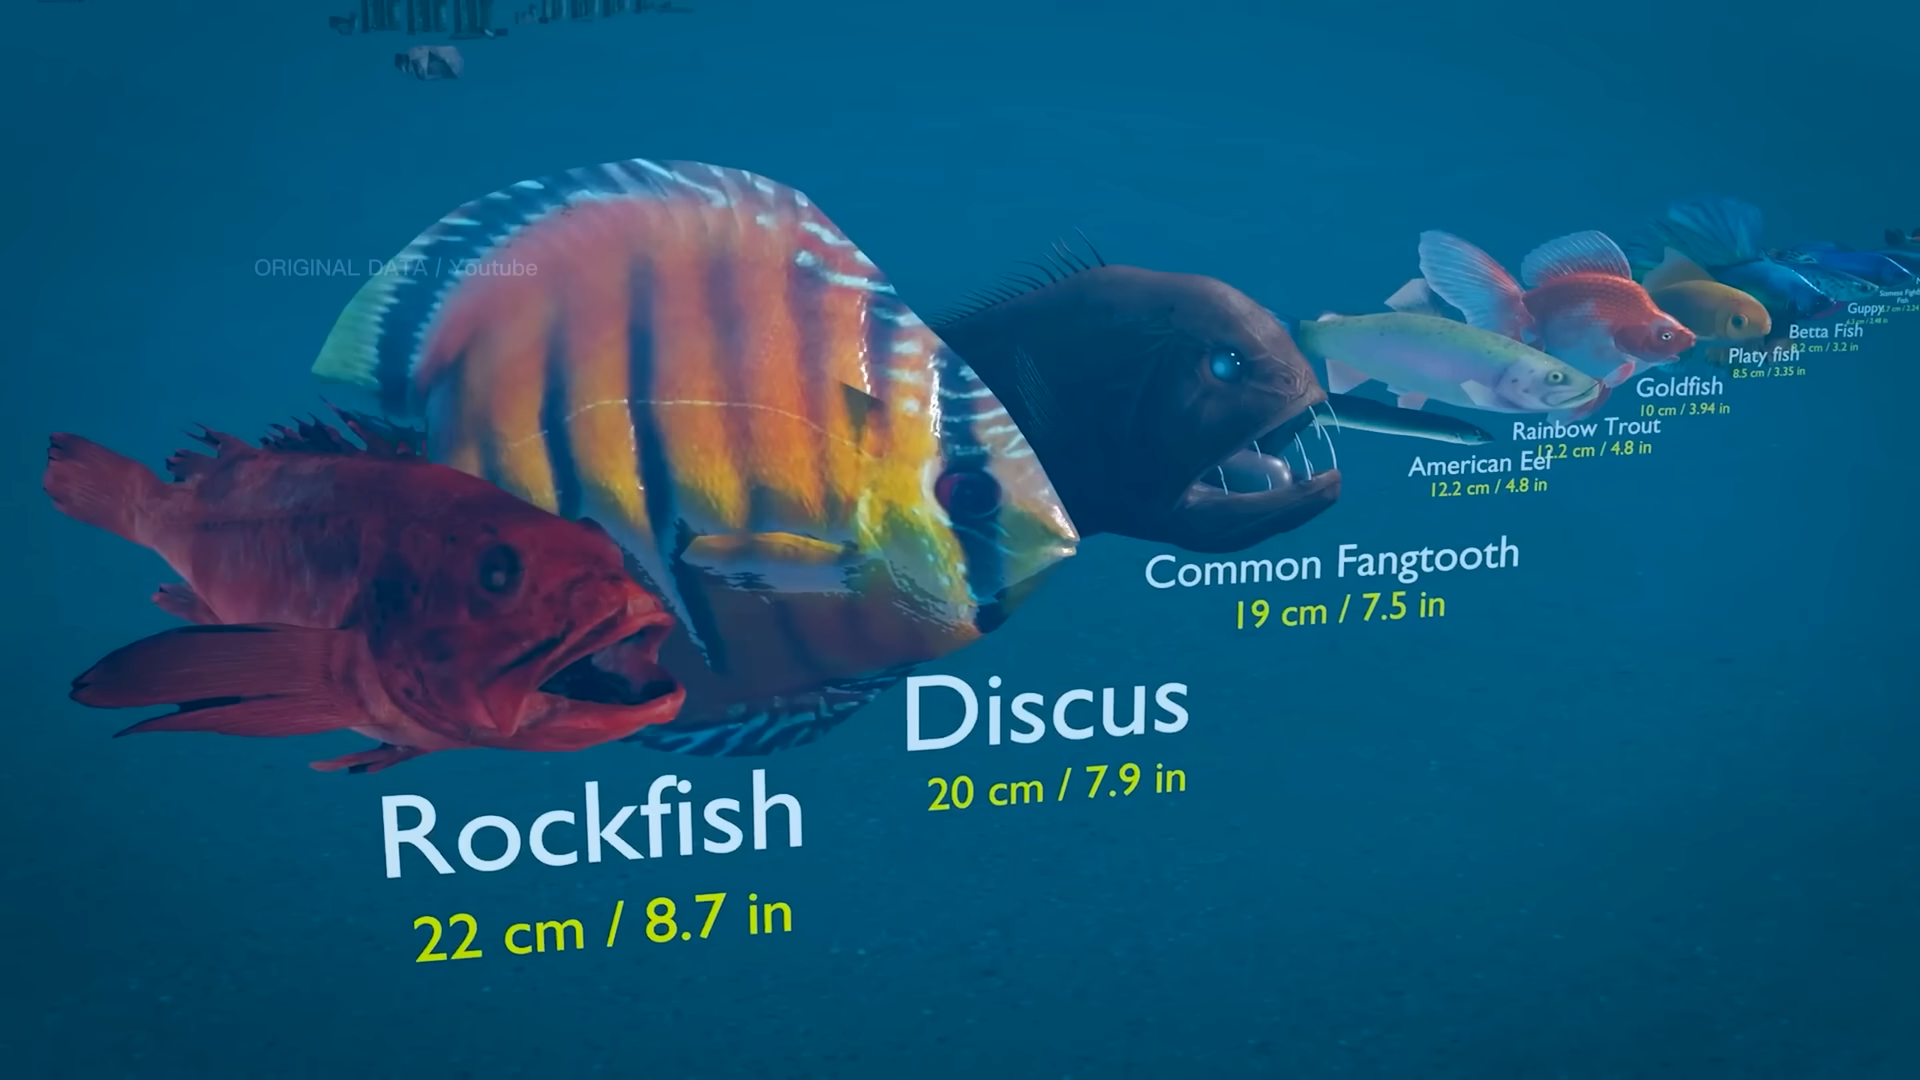 ORIGINAL DATA / Youtube
Rockfish
22 cm / 8.7 in
Discus
20 cm / 7.9 in
Common Fangtooth
19 cm / 7.5 in
American Eel
12.2 cm / 4.8 in
Rainbow Trout
12.2 cm / 4.8 in
Goldfish
10 cm / 3.94 in
Platy fish
8.5 cm / 3.35 in
Betta Fish
8.2 cm / 3.2 in
Guppy
Siamese Fighting
Fish